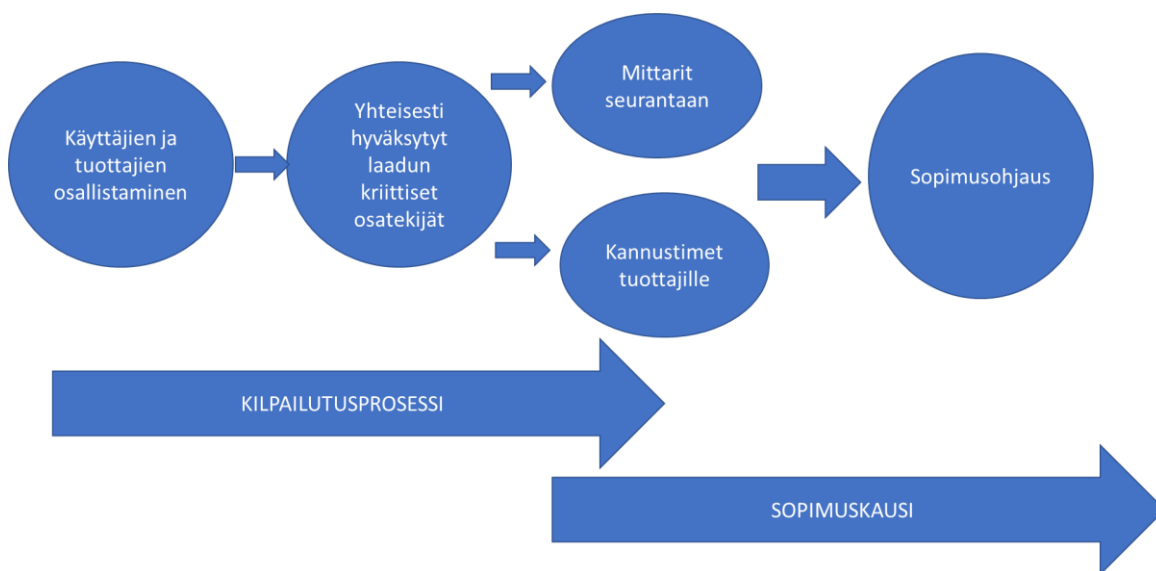 Käyttäjien ja
tuottajien
osallistaminen
Yhteisesti
hyväksytyt
laadun
kriittiset
osatekijät
Mittarit
seurantaan
Kannustimet
tuottajille
Sopimusohjaus
KILPAILUTUSPROSESSI
SOPIMUSKAUSI